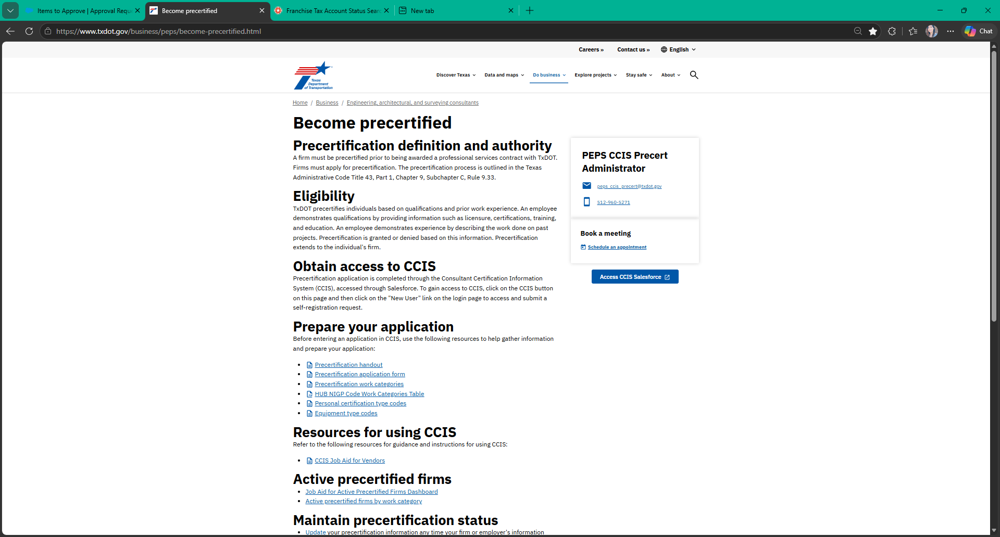 Items to Approve | Approval Reque
Become precertified
Franchise Tax Account Status Searc
New tab
https://www.txdot.gov/business/peps/become-precertified.html
Chat
Careers »
Contact us »
English
Texas
Department
of Transportation
Discover Texas
Data and maps
Do business
Explore projects
Stay safe
About
Home / Business / Engineering, architectural, and surveying consultants
Become precertified
Precertification definition and authority
A firm must be precertified prior to being awarded a professional services contract with TxDOT.
Firms must apply for precertification. The precertification process is outlined in the Texas
Administrative Code Title 43, Part 1, Chapter 9, Subchapter C, Rule 9.33.
Eligibility
TxDOT precertifies individuals based on qualifications and prior work experience. An employee
demonstrates qualifications by providing information such as licensure, certifications, training,
and education. An employee demonstrates experience by describing the work done on past
projects. Precertification is granted or denied based on this information. Precertification
extends to the individual's firm.
Obtain access to CCIS
Precertification application is completed through the Consultant Certification Information
System (CCIS), accessed through Salesforce. To gain access to CCIS, click on the CCIS button
on this page and then click on the "New User" link on the login page to access and submit a
self-registration request.
Prepare your application
Before entering an application in CCIS, use the following resources to help gather information
and prepare your application:
Precertification handout
Precertification application form
Precertification work categories
HUB NIGP Code Work Categories Table
Personal certification type codes
Equipment type codes
Resources for using CCIS
Refer to the following resources for guidance and instructions for using CCIS:
CCIS Job Aid for Vendors
Active precertified firms
Job Aid for Active Precertified Firms Dashboard
Active precertified firms by work category
Maintain precertification status
Update your precertification information any time your firm or employer's information
PEPS CCIS Precert
Administrator
peps_ccis_precert@txdot.gov
512-960-5271
Book a meeting
Schedule an appointment
Access CCIS Salesforce